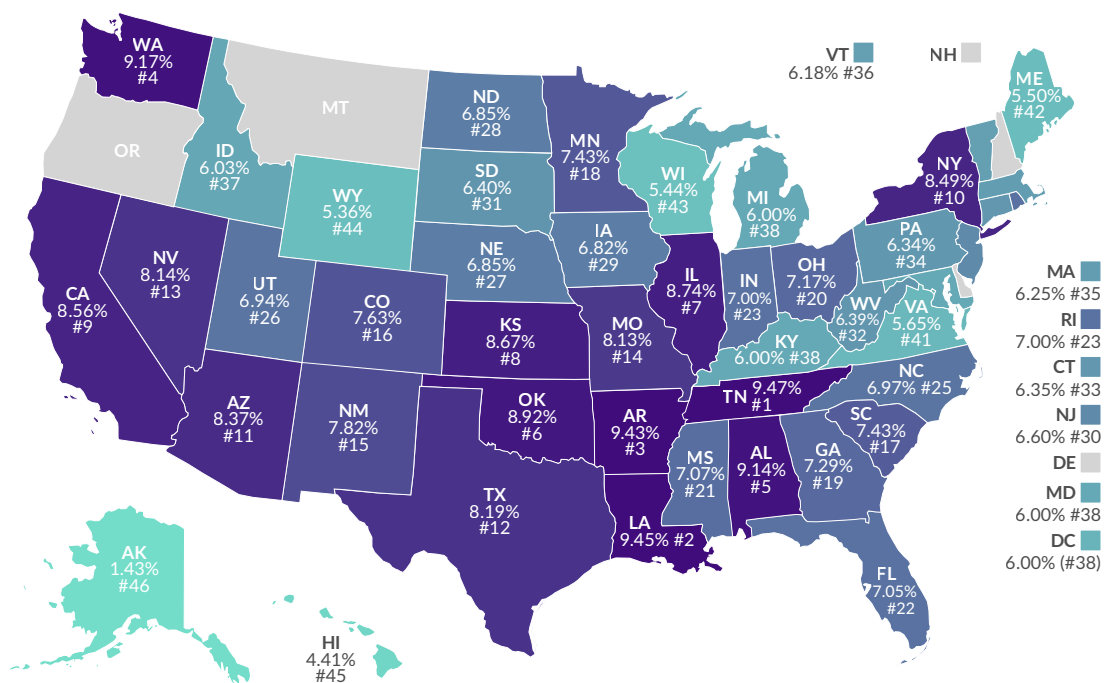 WA
9.17%
#4
VT
6.18% #36
NH
ME
5.50%
#42
MT
ND
6.85%
#28
MN
7.43%
#18
OR
ID
6.03%
#37
SD
6.40%
#31
WI
5.44%
#43
NY
8.49%
#10
WY
5.36%
#44
MI
6.00%
#38
NV
8.14%
#13
NE
6.85%
#27
IA
6.82%
#29
PA
6.34%
#34
CA
8.56%
#9
UT
6.94%
#26
CO
7.63%
#16
IL
8.74%
#7
IN
7.00%
#23
OH
7.17%
#20
WV
6.39%
#32
VA
5.65%
#41
MA
6.25% #35
RI
7.00% #23
CT
6.35% #33
NJ
6.60% #30
DE
MD
6.00% #38
DC
6.00% (#38)
KS
8.67%
#8
MO
8.13%
#14
KY
6.00% #38
NC
6.97% #25
AZ
8.37%
#11
NM
7.82%
#15
OK
8.92%
#6
AR
9.43%
#3
TN 9.47%
#1
SC
7.43%
#17
MS
7.07%
#21
AL
9.14%
#5
GA
7.29%
#19
TX
8.19%
#12
LA
9.45% #2
FL
7.05%
#22
AK
1.43%
#46
HI
4.41%
#45